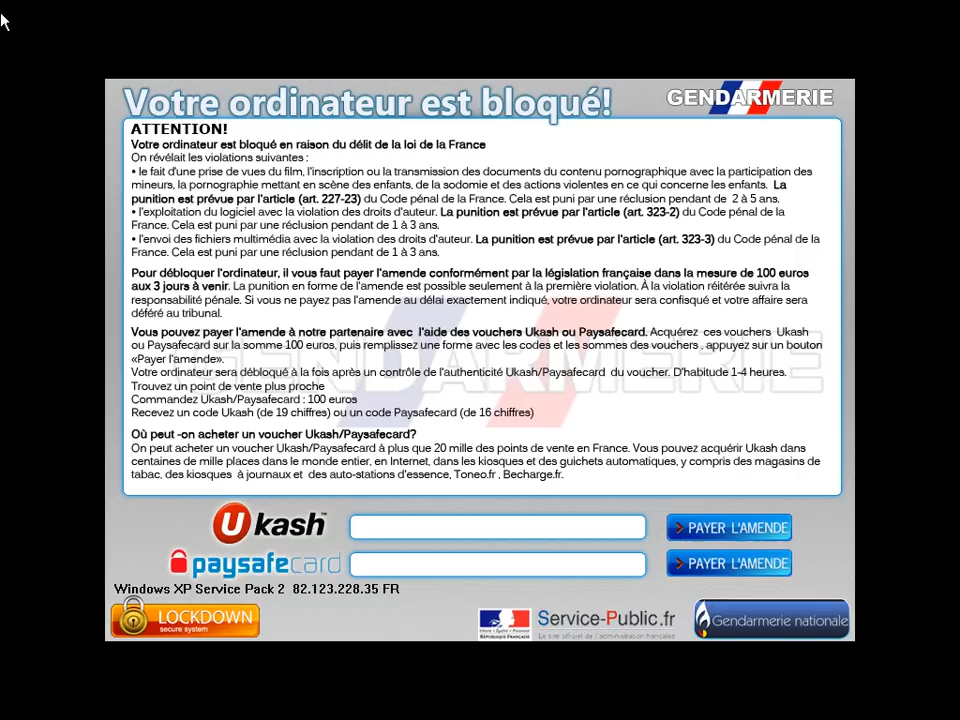 Votre ordinateur est bloqué!
GENDARMERIE
ATTENTION!
Votre ordinateur est bloqué en raison du délit de la loi de la France
On révélait les violations suivantes :
• le fait d'une prise de vues du film, l'inscription ou la transmission des documents du contenu pornographique avec la participation des
mineurs, la pornographie mettant en scène des enfants, de la sodomie et des actions violentes en ce qui concerne les enfants. La
punition est prévue par l'article (art. 227-23) du Code pénal de la France. Cela est puni par une réclusion pendant de 2 à 5 ans.
• l'exploitation du logiciel avec la violation des droits d'auteur. La punition est prévue par l'article (art. 323-2) du Code pénal de la
France. Cela est puni par une réclusion pendant de 1 à 3 ans.
• l'envoi des fichiers multimédia avec la violation des droits d'auteur. La punition est prévue par l'article (art. 323-3) du Code pénal de la
France. Cela est puni par une réclusion pendant de 1 à 3 ans.
Pour débloquer l'ordinateur, il vous faut payer l'amende conformément par la législation française dans la mesure de 100 euros
aux 3 jours à venir. La punition en forme de l'amende est possible seulement à la première violation. À la violation réitérée suivra la
responsabilité pénale. Si vous ne payez pas l'amende au délai exactement indiqué, votre ordinateur sera confisqué et votre affaire sera
déféré au tribunal.
Vous pouvez payer l'amende à notre partenaire avec l'aide des vouchers Ukash ou Paysafecard. Acquérez ces vouchers Ukash
ou Paysafecard sur la somme 100 euros, puis remplissez une forme avec les codes et les sommes des vouchers , appuyez sur un bouton
«Payer l'amende».
Votre ordinateur sera débloqué à la fois après un contrôle de l'authenticité Ukash/Paysafecard du voucher. D'habitude 1-4 heures.
Trouvez un point de vente plus proche
Commandez Ukash/Paysafecard : 100 euros
Recevez un code Ukash (de 19 chiffres) ou un code Paysafecard (de 16 chiffres)
GENDARMERIE
Où peut -on acheter un voucher Ukash/Paysafecard?
On peut acheter un voucher Ukash/Paysafecard à plus que 20 mille des points de vente en France. Vous pouvez acquérir Ukash dans
centaines de mille places dans le monde entier, en Internet, dans les kiosques et des guichets automatiques, y compris des magasins de
tabac, des kiosques à journaux et des auto-stations d'essence, Toneo.fr , Becharge.fr.
Ukash™
PAYER L'AMENDE
paysafecard
PAYER L'AMENDE
Windows XP Service Pack 2 82.123.228.35 FR
LOCKDOWN
secure system
RÉPUBLIQUE FRANÇAISE
Service-Public.fr
Le site officiel de l'administration française
Gendarmerie nationale